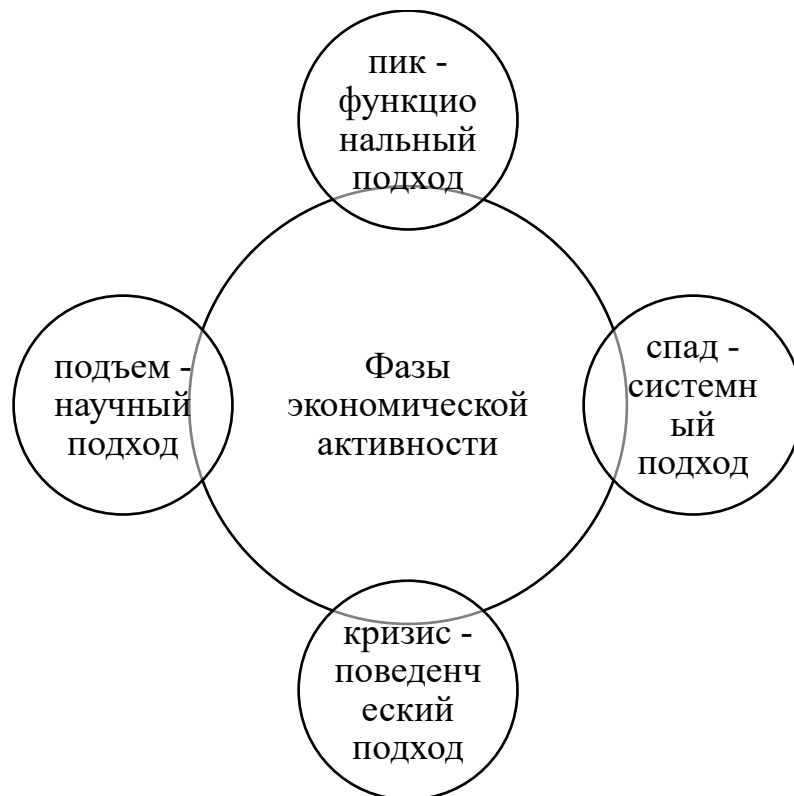 пик -
функцио
нальный
подход
подъем -
научный
подход
Фазы
экономической
активности
спад -
системн
ый
подход
кризис -
поведенч
еский
подход